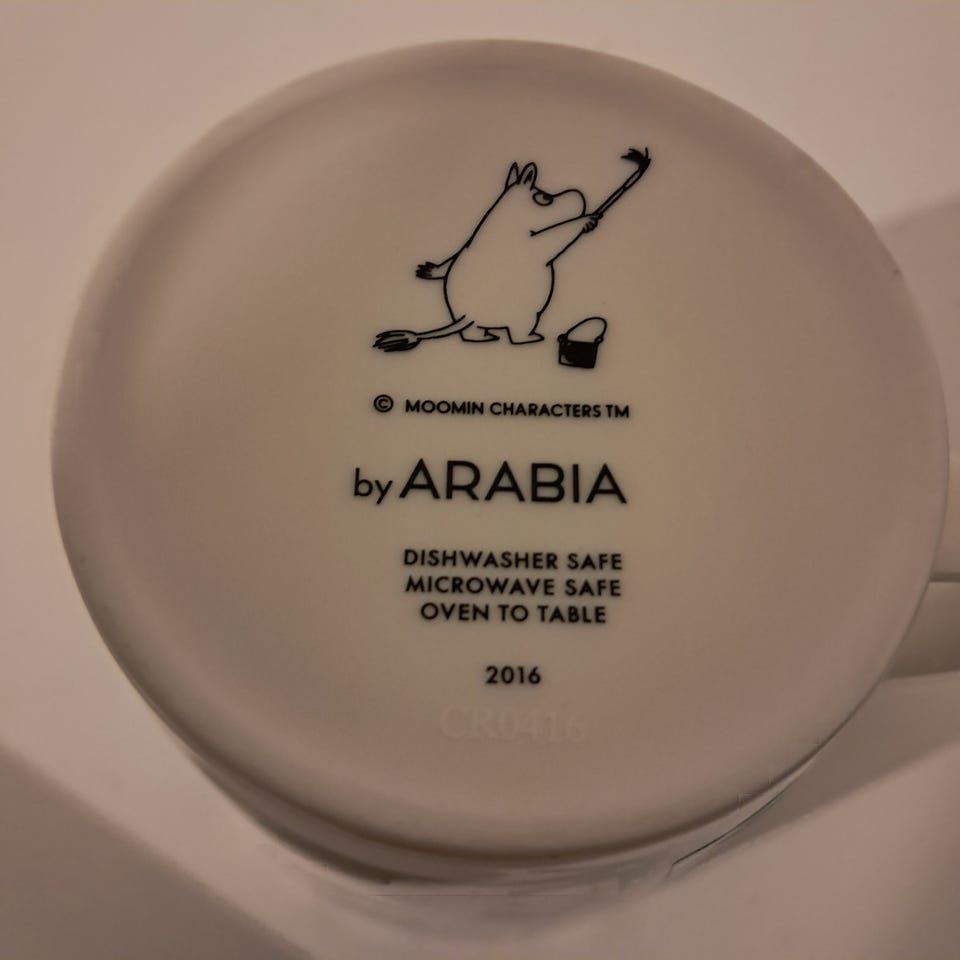 © MOOMIN CHARACTERS TM
by ARABIA
DISHWASHER SAFE
MICROWAVE SAFE
OVEN TO TABLE
2016
CR0416